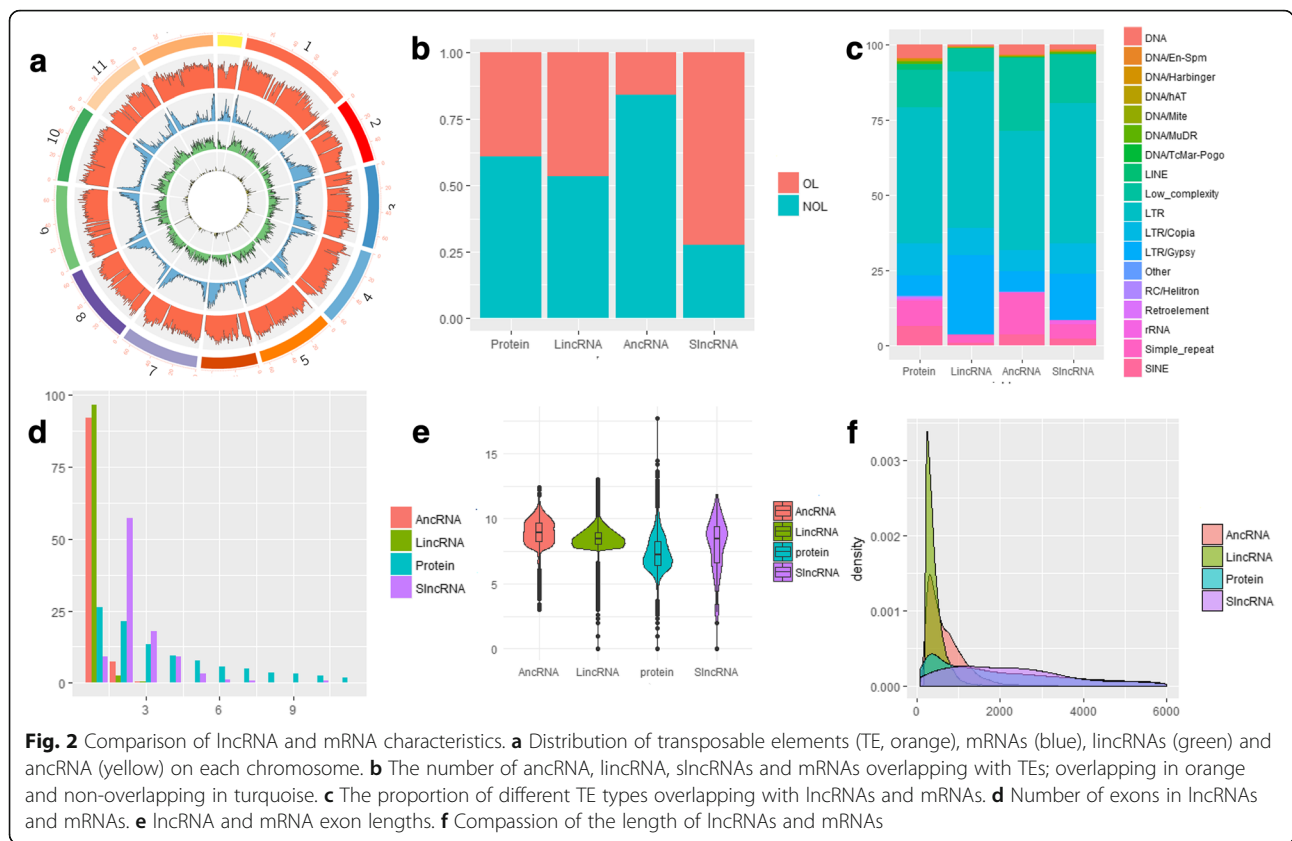 a
1
2
3
4
5
7
8
9
10
11
b
1.00
0.75
0.50
0.25
0.00
Protein
LincRNA
AncRNA
SlncRNA
OL
NOL
c
100
75
50
25
0
Protein
LincRNA
AncRNA
SlncRNA
DNA
DNA/En-Spm
DNA/Harbinger
DNA/hAT
DNA/Mite
DNA/MuDR
DNA/TcMar-Pogo
LINE
Low_complexity
LTR
LTR/Copia
LTR/Gypsy
Other
RC/Helitron
Retroelement
rRNA
Simple_repeat
SINE
d
100
75
50
25
0
3
6
9
AncRNA
LincRNA
Protein
SlncRNA
e
15
10
5
0
AncRNA
LincRNA
protein
SlncRNA
AncRNA
LincRNA
protein
SlncRNA
f
density
0.003
0.002
0.001
0.000
0
2000
4000
6000
AncRNA
LincRNA
Protein
SlncRNA
Fig. 2 Comparison of lncRNA and mRNA characteristics. a Distribution of transposable elements (TE, orange), mRNAs (blue), lincRNAs (green) and
ancRNA (yellow) on each chromosome. b The number of ancRNA, lincRNA, slncRNAs and mRNAs overlapping with TEs; overlapping in orange
and non-overlapping in turquoise. c The proportion of different TE types overlapping with lncRNAs and mRNAs. d Number of exons in lncRNAs
and mRNAs. e lncRNA and mRNA exon lengths. f Compassion of the length of lncRNAs and mRNAs